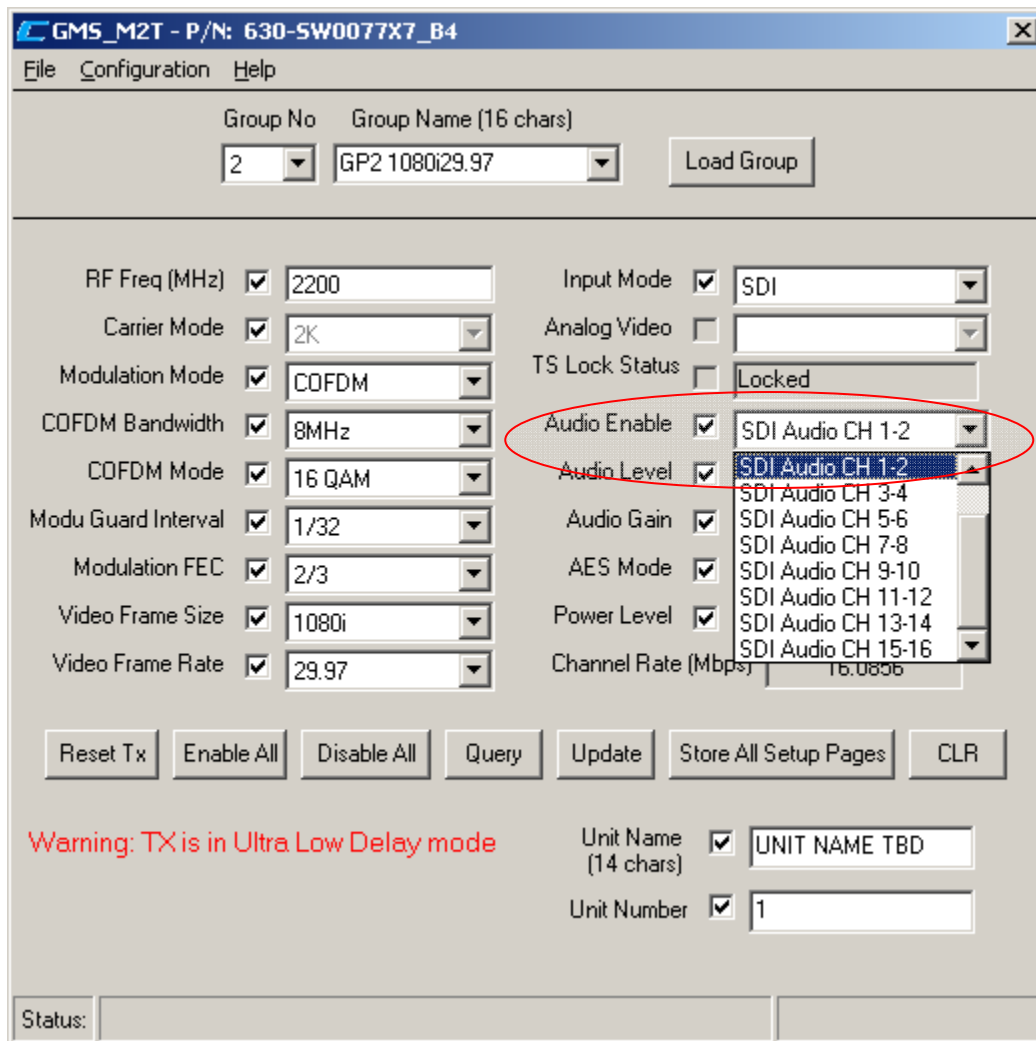 GMS_M2T - P/N: 630-SW0077X7_B4
File Configuration Help
Group No Group Name (16 chars)
2 GP2 1080i29.97 Load Group
RF Freq (MHz) 2200
Carrier Mode 2K
Modulation Mode COFDM
COFDM Bandwidth 8MHz
COFDM Mode 16 QAM
Modu Guard Interval 1/32
Modulation FEC 2/3
Video Frame Size 1080i
Video Frame Rate 29.97
Input Mode SDI
Analog Video
TS Lock Status Locked
Audio Enable SDI Audio CH 1-2
Audio Level
Audio Gain
AES Mode
Power Level
SDI Audio CH 1-2
SDI Audio CH 3-4
SDI Audio CH 5-6
SDI Audio CH 7-8
SDI Audio CH 9-10
SDI Audio CH 11-12
SDI Audio CH 13-14
SDI Audio CH 15-16
Channel Rate (Mbps) 16.0856
Reset Tx Enable All Disable All Query Update Store All Setup Pages CLR
Warning: TX is in Ultra Low Delay mode
Unit Name (14 chars) UNIT NAME TBD
Unit Number 1
Status: